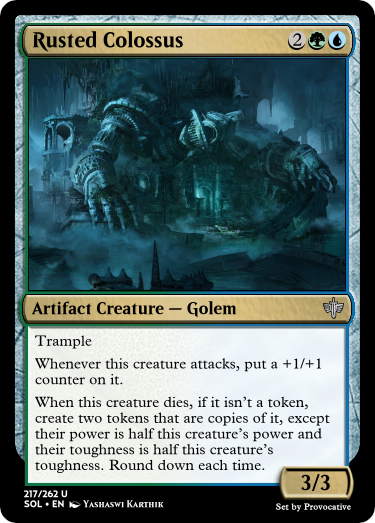 Rusted Colossus 2
Artifact Creature — Golem
Trample
Whenever this creature attacks, put a +1/+1
counter on it.
When this creature dies, if it isn't a token,
create two tokens that are copies of it, except
their power is half this creature's power and
their toughness is half this creature's
toughness. Round down each time.
3/3
217/262 U
SOL • EN Yashaswi Karthik
Set by Provocative